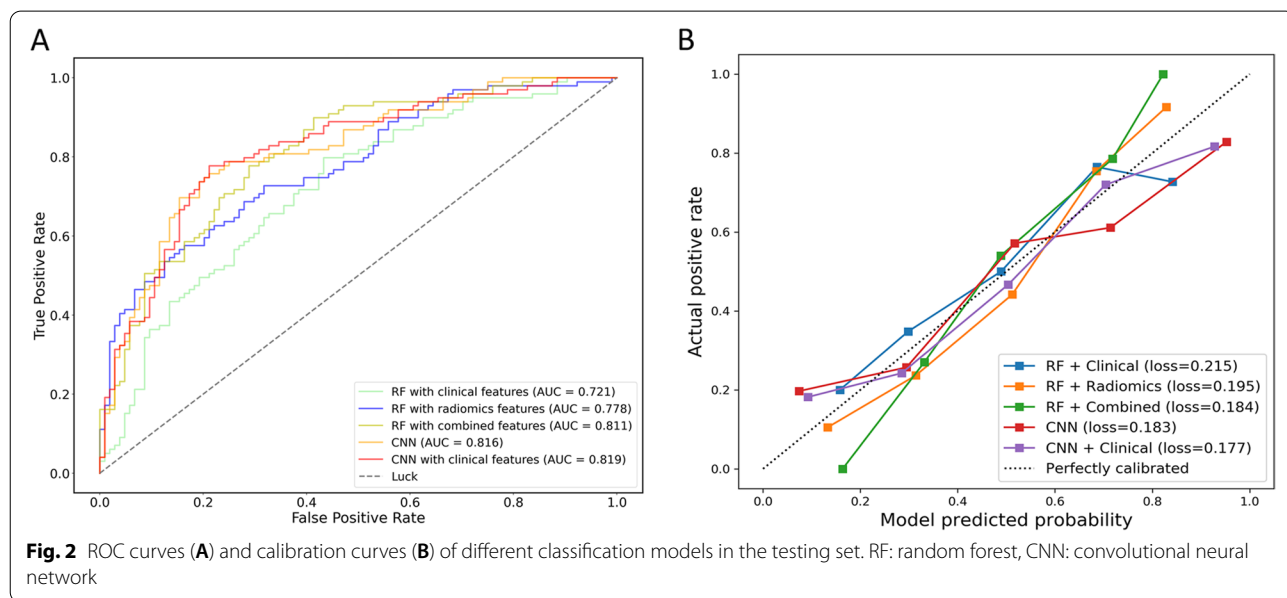 A
True Positive Rate
1.0
0.8
0.6
0.4
0.2
0.0
RF with clinical features (AUC = 0.721)
RF with radiomics features (AUC = 0.778)
RF with combined features (AUC = 0.811)
CNN (AUC = 0.816)
CNN with clinical features (AUC = 0.819)
Luck
0.0 0.2 0.4 0.6 0.8 1.0
False Positive Rate
B
Actual positive rate
1.0
0.8
0.6
0.4
0.2
0.0
RF + Clinical (loss=0.215)
RF + Radiomics (loss=0.195)
RF + Combined (loss=0.184)
CNN (loss=0.183)
CNN + Clinical (loss=0.177)
Perfectly calibrated
0.0 0.2 0.4 0.6 0.8 1.0
Model predicted probability
Fig. 2 ROC curves (A) and calibration curves (B) of different classification models in the testing set. RF: random forest, CNN: convolutional neural
network